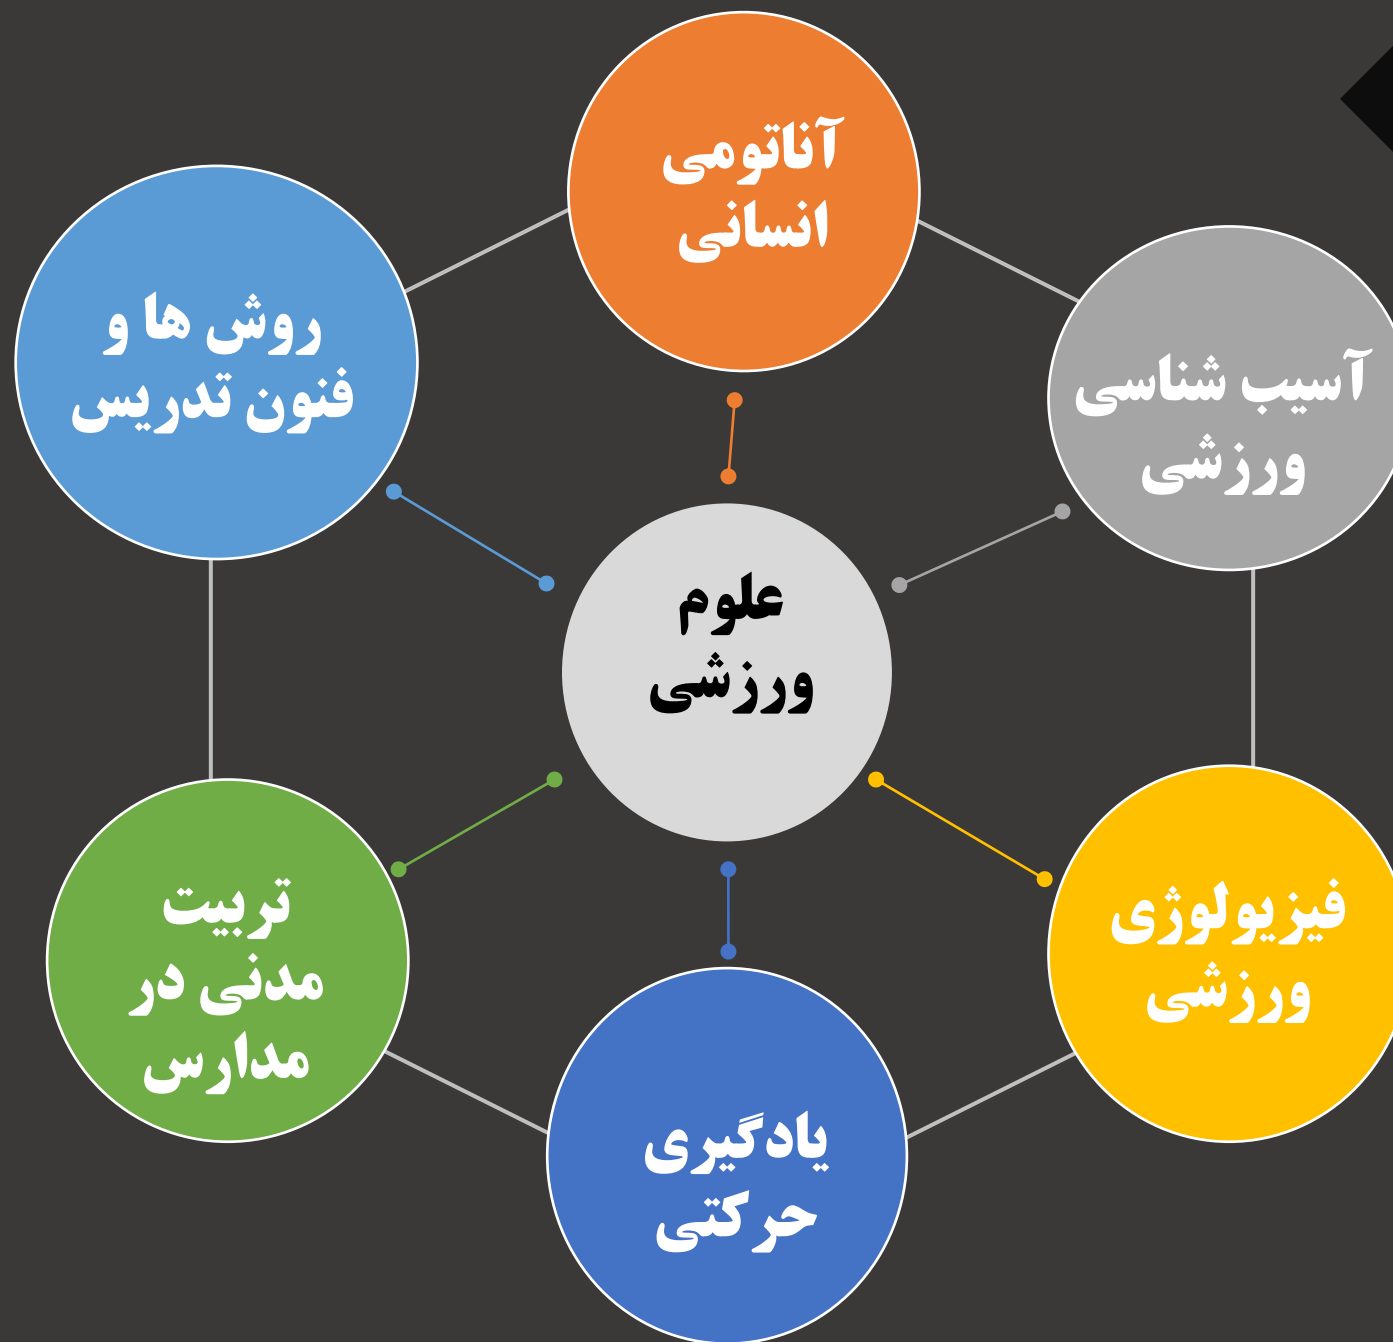 آناتومی
انسانی
روش ها و
فنون تدریس
آسیب شناسی
ورزشی
علوم
ورزشی
تربیت
مدنی در
مدارس
فیزیولوژی
ورزشی
یادگیری
حرکتی